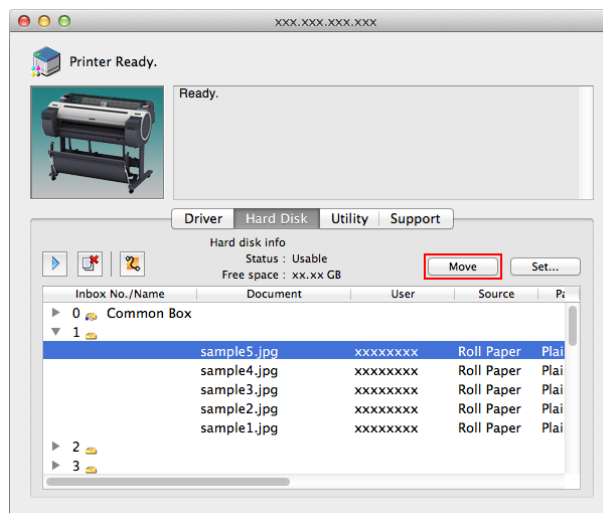 xxx.xxx.xxx.xxx
Printer Ready.
Ready.
Driver Hard Disk Utility Support
Hard disk info
Status : Usable
Free space : xx.xx GB
Move
Set...
Inbox No./Name Document User Source Pa
0 Common Box
1
sample5.jpg xxxxxxxx Roll Paper Plai
sample4.jpg xxxxxxxx Roll Paper Plai
sample3.jpg xxxxxxxx Roll Paper Plai
sample2.jpg xxxxxxxx Roll Paper Plai
sample1.jpg xxxxxxxx Roll Paper Plai
2
3